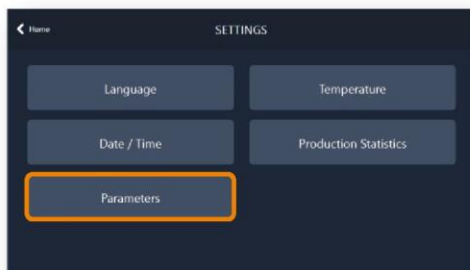 Home
SETTINGS
Language
Temperature
Date / Time
Production Statistics
Parameters